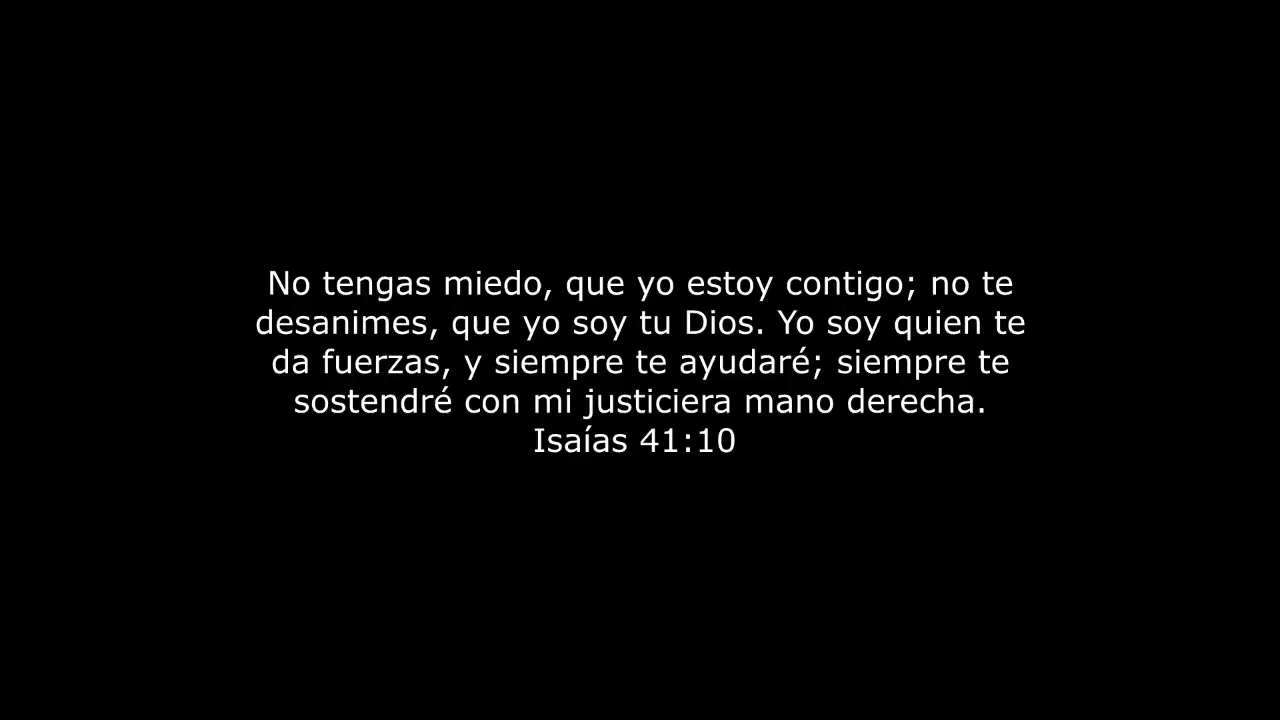 No tengas miedo, que yo estoy contigo; no te
desanimes, que yo soy tu Dios. Yo soy quien te
da fuerzas, y siempre te ayudaré; siempre te
sostendré con mi justiciera mano derecha.
Isaías 41:10